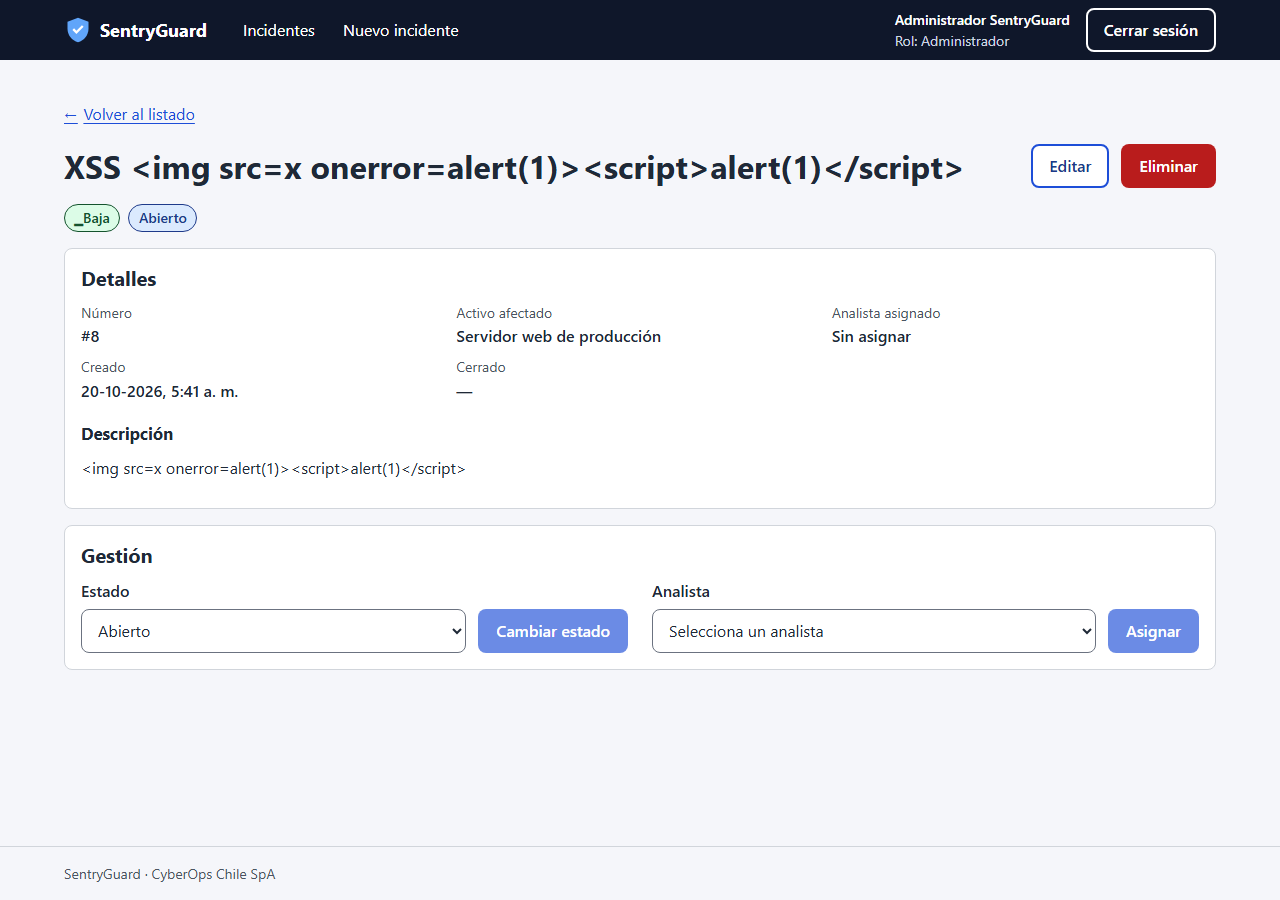 SentryGuard
Incidentes
Nuevo incidente
Administrador SentryGuard
Rol: Administrador
Cerrar sesión
← Volver al listado
XSS <img src=x onerror=alert(1)><script>alert(1)</script>
Editar
Eliminar
▁Baja
Abierto
Detalles
Número
#8
Activo afectado
Servidor web de producción
Analista asignado
Sin asignar
Creado
20-10-2026, 5:41 a. m.
Cerrado
—
Descripción
<img src=x onerror=alert(1)><script>alert(1)</script>
Gestión
Estado
Abierto
Cambiar estado
Analista
Selecciona un analista
Asignar
SentryGuard · CyberOps Chile SpA